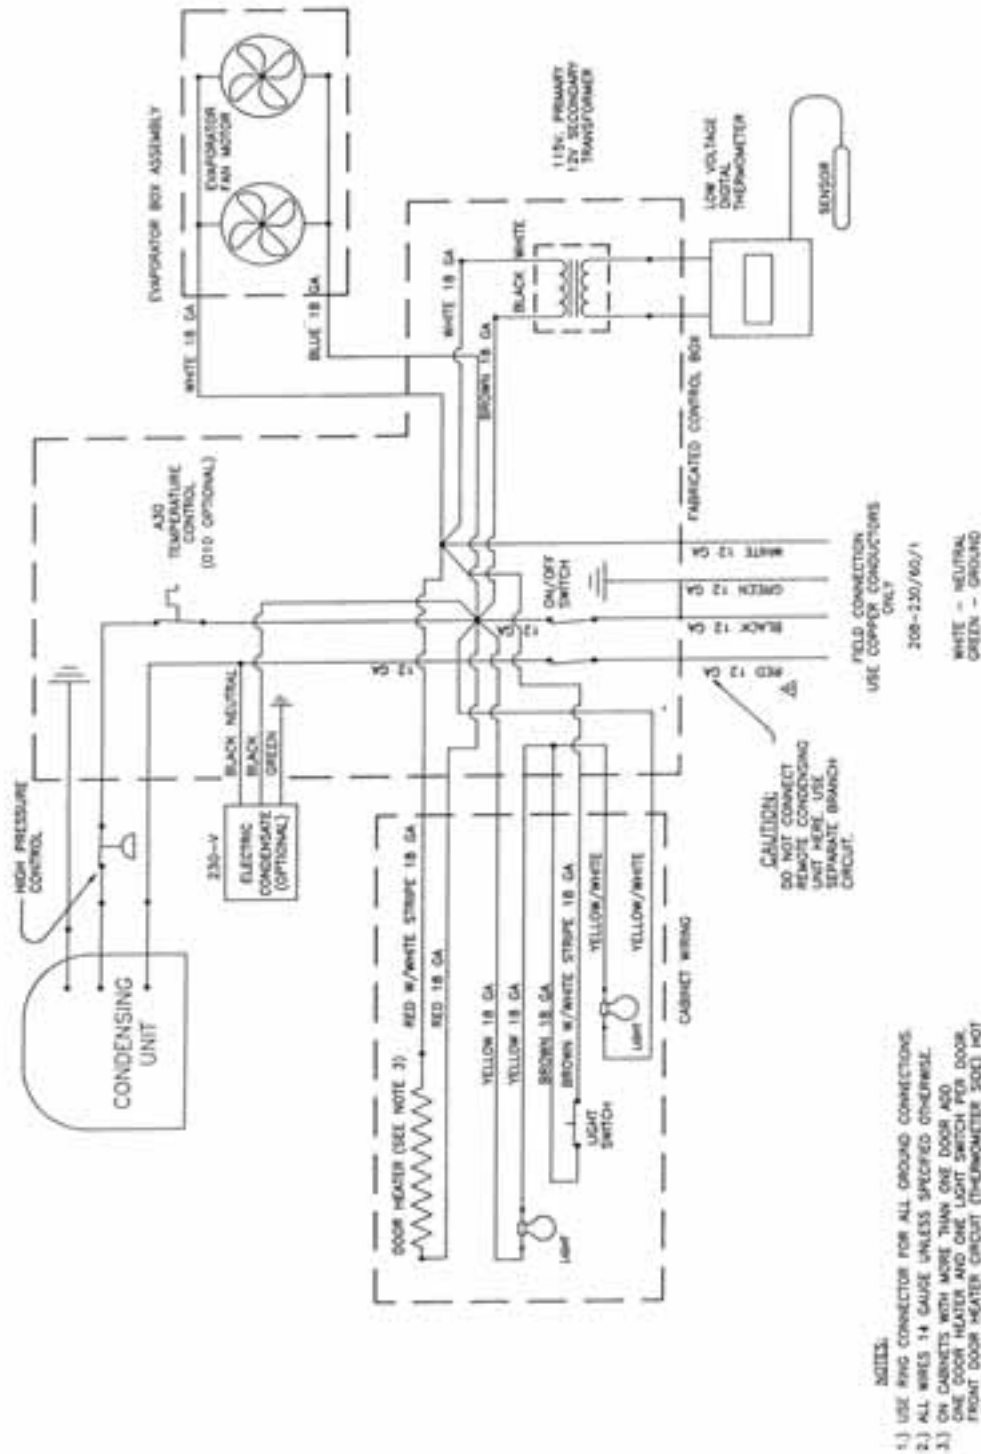 HIGH PRESSURE
CONTROL
CONDENSING
UNIT
230-V
ELECTRIC
CONDENSATE
(OPTIONAL)
BLACK NEUTRAL
BLACK
GREEN
A30
TEMPERATURE
CONTROL
(010 OPTIONAL)
EVAPORATOR BOX ASSEMBLY
EVAPORATOR
FAN MOTOR
WHITE 18 GA
BLUE 18 GA
DOOR HEATER (SEE NOTE 3)
RED W/WHITE STRIPE 18 GA
RED 18 GA
YELLOW 18 GA
YELLOW 18 GA
BROWN 18 GA
BROWN W/WHITE STRIPE 18 GA
YELLOW/WHITE
YELLOW/WHITE
LIGHT
LIGHT
SWITCH
LIGHT
CABINET WIRING
12 GA
12 GA
ON/OFF
SWITCH
WHITE 18 GA
BROWN 18 GA
BLACK
WHITE
115V. PRIMARY
12V SECONDARY
TRANSFORMER
FABRICATED CONTROL BOX
LOW VOLTAGE
DIGITAL
THERMOMETER
SENSOR
RED 12 GA
BLACK 12 GA
GREEN 12 GA
WHITE 12 GA
CAUTION:
DO NOT CONNECT
REMOTE CONDENSING
UNIT HERE. USE
SEPARATE BRANCH
CIRCUIT.
FIELD CONNECTION
USE COPPER CONDUCTORS
ONLY
208-230/60/1
WHITE - NEUTRAL
GREEN - GROUND
NOTES:
1.) USE RING CONNECTOR FOR ALL GROUND CONNECTIONS.
2.) ALL WIRES 14 GAUGE UNLESS SPECIFIED OTHERWISE.
3.) ON CABINETS WITH MORE THAN ONE DOOR ADD
ONE DOOR HEATER AND ONE LIGHT SWITCH PER DOOR.
FRONT DOOR HEATER CIRCUIT (THERMOMETER SIDE) HOT